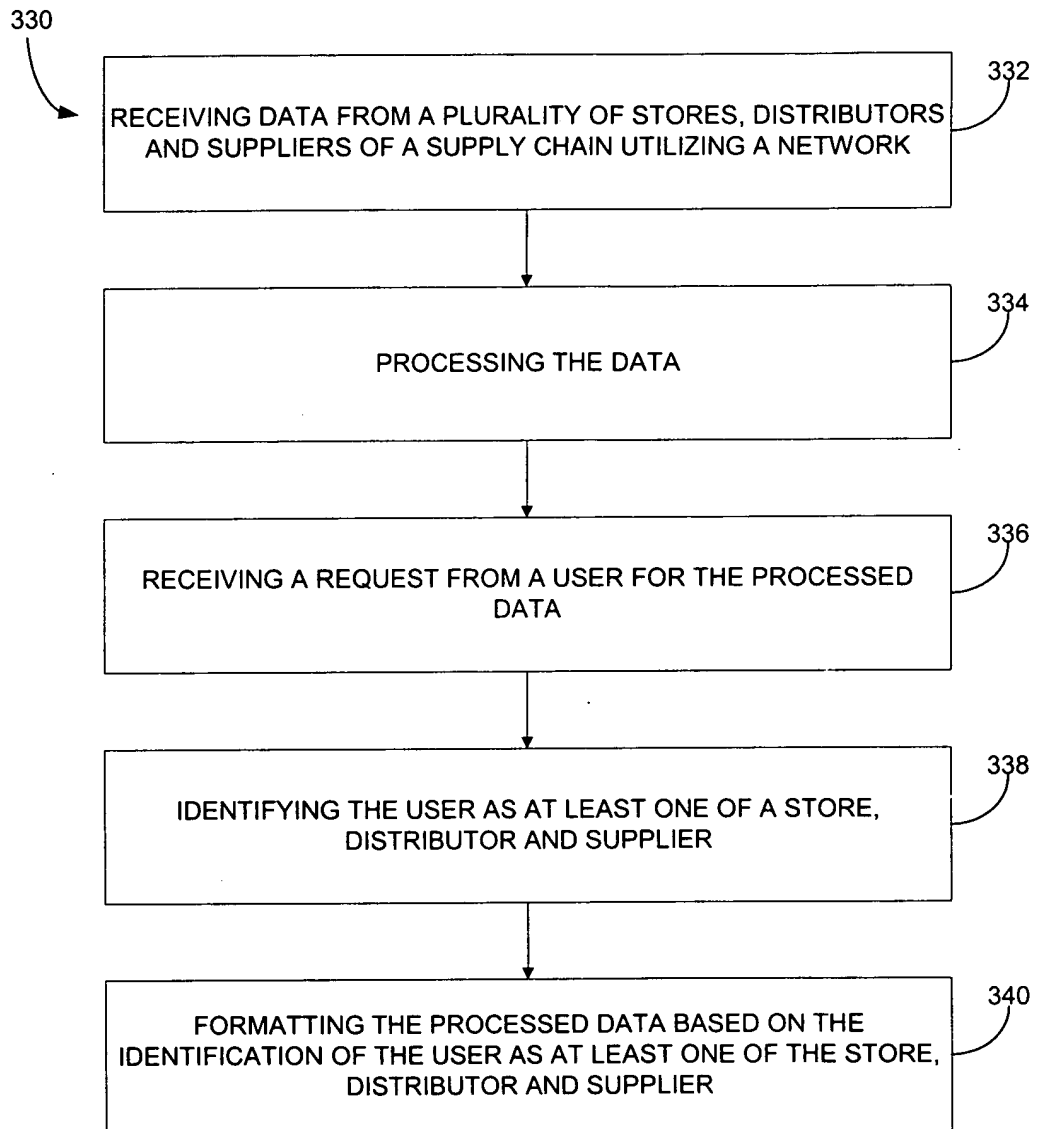 330
332
RECEIVING DATA FROM A PLURALITY OF STORES, DISTRIBUTORS
AND SUPPLIERS OF A SUPPLY CHAIN UTILIZING A NETWORK
334
PROCESSING THE DATA
336
RECEIVING A REQUEST FROM A USER FOR THE PROCESSED
DATA
338
IDENTIFYING THE USER AS AT LEAST ONE OF A STORE,
DISTRIBUTOR AND SUPPLIER
340
FORMATTING THE PROCESSED DATA BASED ON THE
IDENTIFICATION OF THE USER AS AT LEAST ONE OF THE STORE,
DISTRIBUTOR AND SUPPLIER